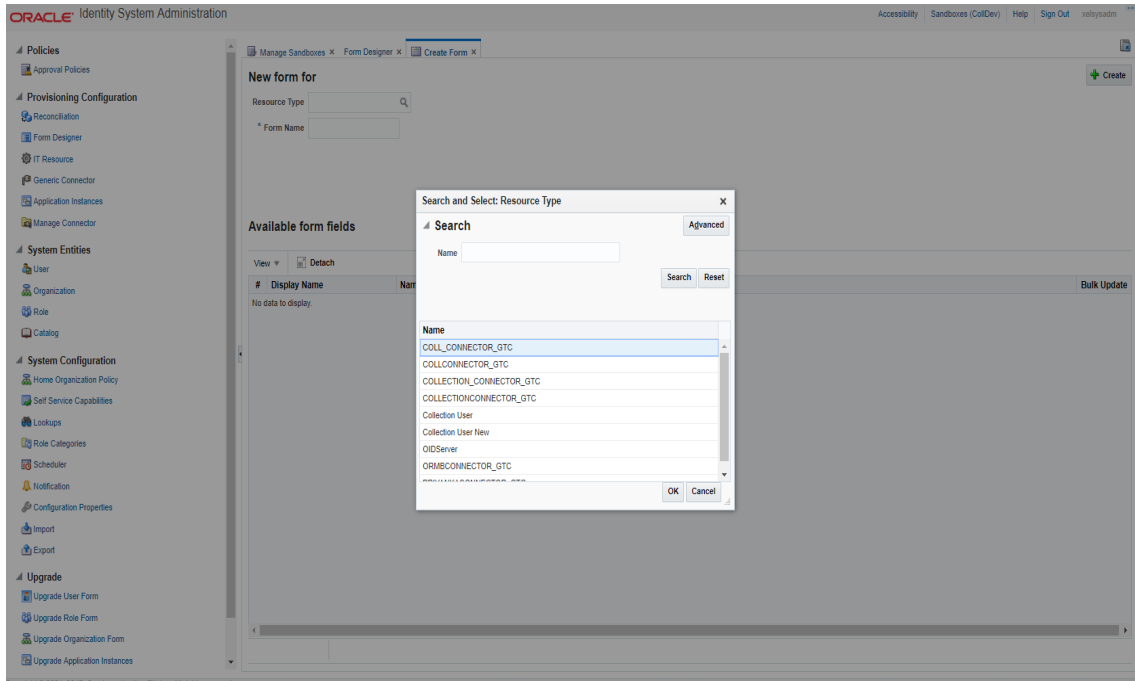 ORACLE® Identity System Administration
Accessibility Sandboxes (CollDev) Help Sign Out xelsysadm
Policies
Approval Policies
Provisioning Configuration
Reconciliation
Form Designer
IT Resource
Generic Connector
Application Instances
Manage Connector
System Entities
User
Organization
Role
Catalog
System Configuration
Home Organization Policy
Self Service Capabilities
Lookups
Role Categories
Scheduler
Notification
Configuration Properties
Import
Export
Upgrade
Upgrade User Form
Upgrade Role Form
Upgrade Organization Form
Upgrade Application Instances
Manage Sandboxes x Form Designer x Create Form x
New form for
Create
Resource Type
* Form Name
Available form fields
View Detach
# Display Name Nam Bulk Update
No data to display.
Search and Select: Resource Type x
Search
Advanced
Name
Search Reset
Name
COLL_CONNECTOR_GTC
COLLCONNECTOR_GTC
COLLECTION_CONNECTOR_GTC
COLLECTIONCONNECTOR_GTC
Collection User
Collection User New
OIDServer
ORMBCONNECTOR_GTC
OK Cancel